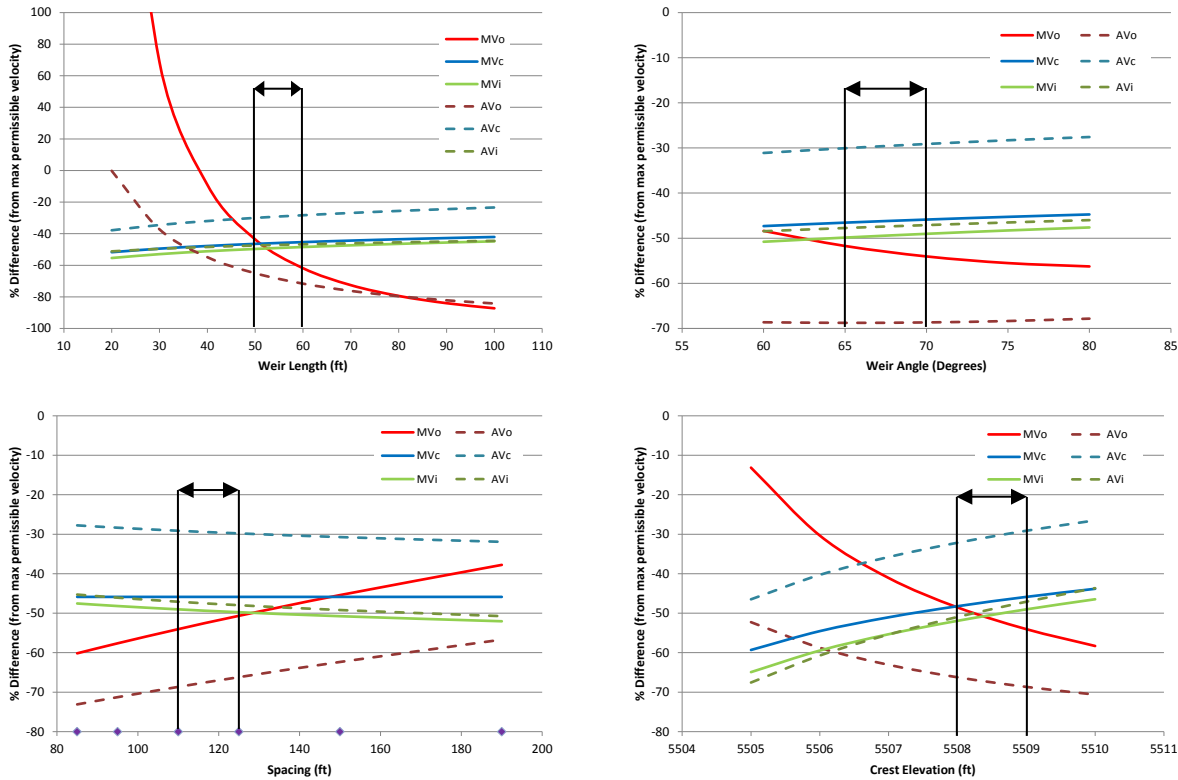 100
80
60
40
20
0
-20
-40
-60
-80
-100
% Difference (from max permissible velocity)
10 20 30 40 50 60 70 80 90 100 110
Weir Length (ft)
MVo
MVc
MVi
AVo
AVc
AVi
0
-10
-20
-30
-40
-50
-60
-70
% Difference (from max permissible velocity)
55 60 65 70 75 80 85
Weir Angle (Degrees)
MVo AVo
MVc AVc
MVi AVi
0
-10
-20
-30
-40
-50
-60
-70
-80
% Difference (from max permissible velocity)
80 100 120 140 160 180 200
Spacing (ft)
MVo AVo
MVc AVc
MVi AVi
0
-10
-20
-30
-40
-50
-60
-70
-80
% Difference (from max permissible velocity)
5504 5505 5506 5507 5508 5509 5510 5511
Crest Elevation (ft)
MVo AVo
MVc AVc
MVi AVi